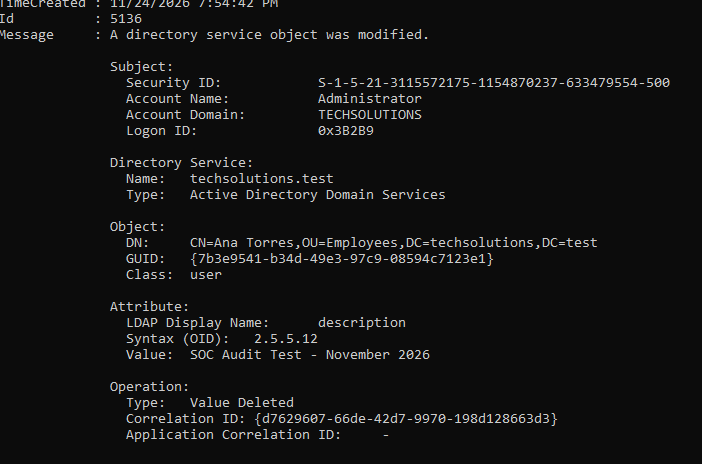 TimeCreated : 11/24/2026 7:54:42 PM
Id : 5136
Message : A directory service object was modified.
Subject:
Security ID: S-1-5-21-3115572175-1154870237-633479554-500
Account Name: Administrator
Account Domain: TECHSOLUTIONS
Logon ID: 0x3B2B9
Directory Service:
Name: techsolutions.test
Type: Active Directory Domain Services
Object:
DN: CN=Ana Torres,OU=Employees,DC=techsolutions,DC=test
GUID: {7b3e9541-b34d-49e3-97c9-08594c7123e1}
Class: user
Attribute:
LDAP Display Name: description
Syntax (OID): 2.5.5.12
Value: SOC Audit Test - November 2026
Operation:
Type: Value Deleted
Correlation ID: {d7629607-66de-42d7-9970-198d128663d3}
Application Correlation ID: -